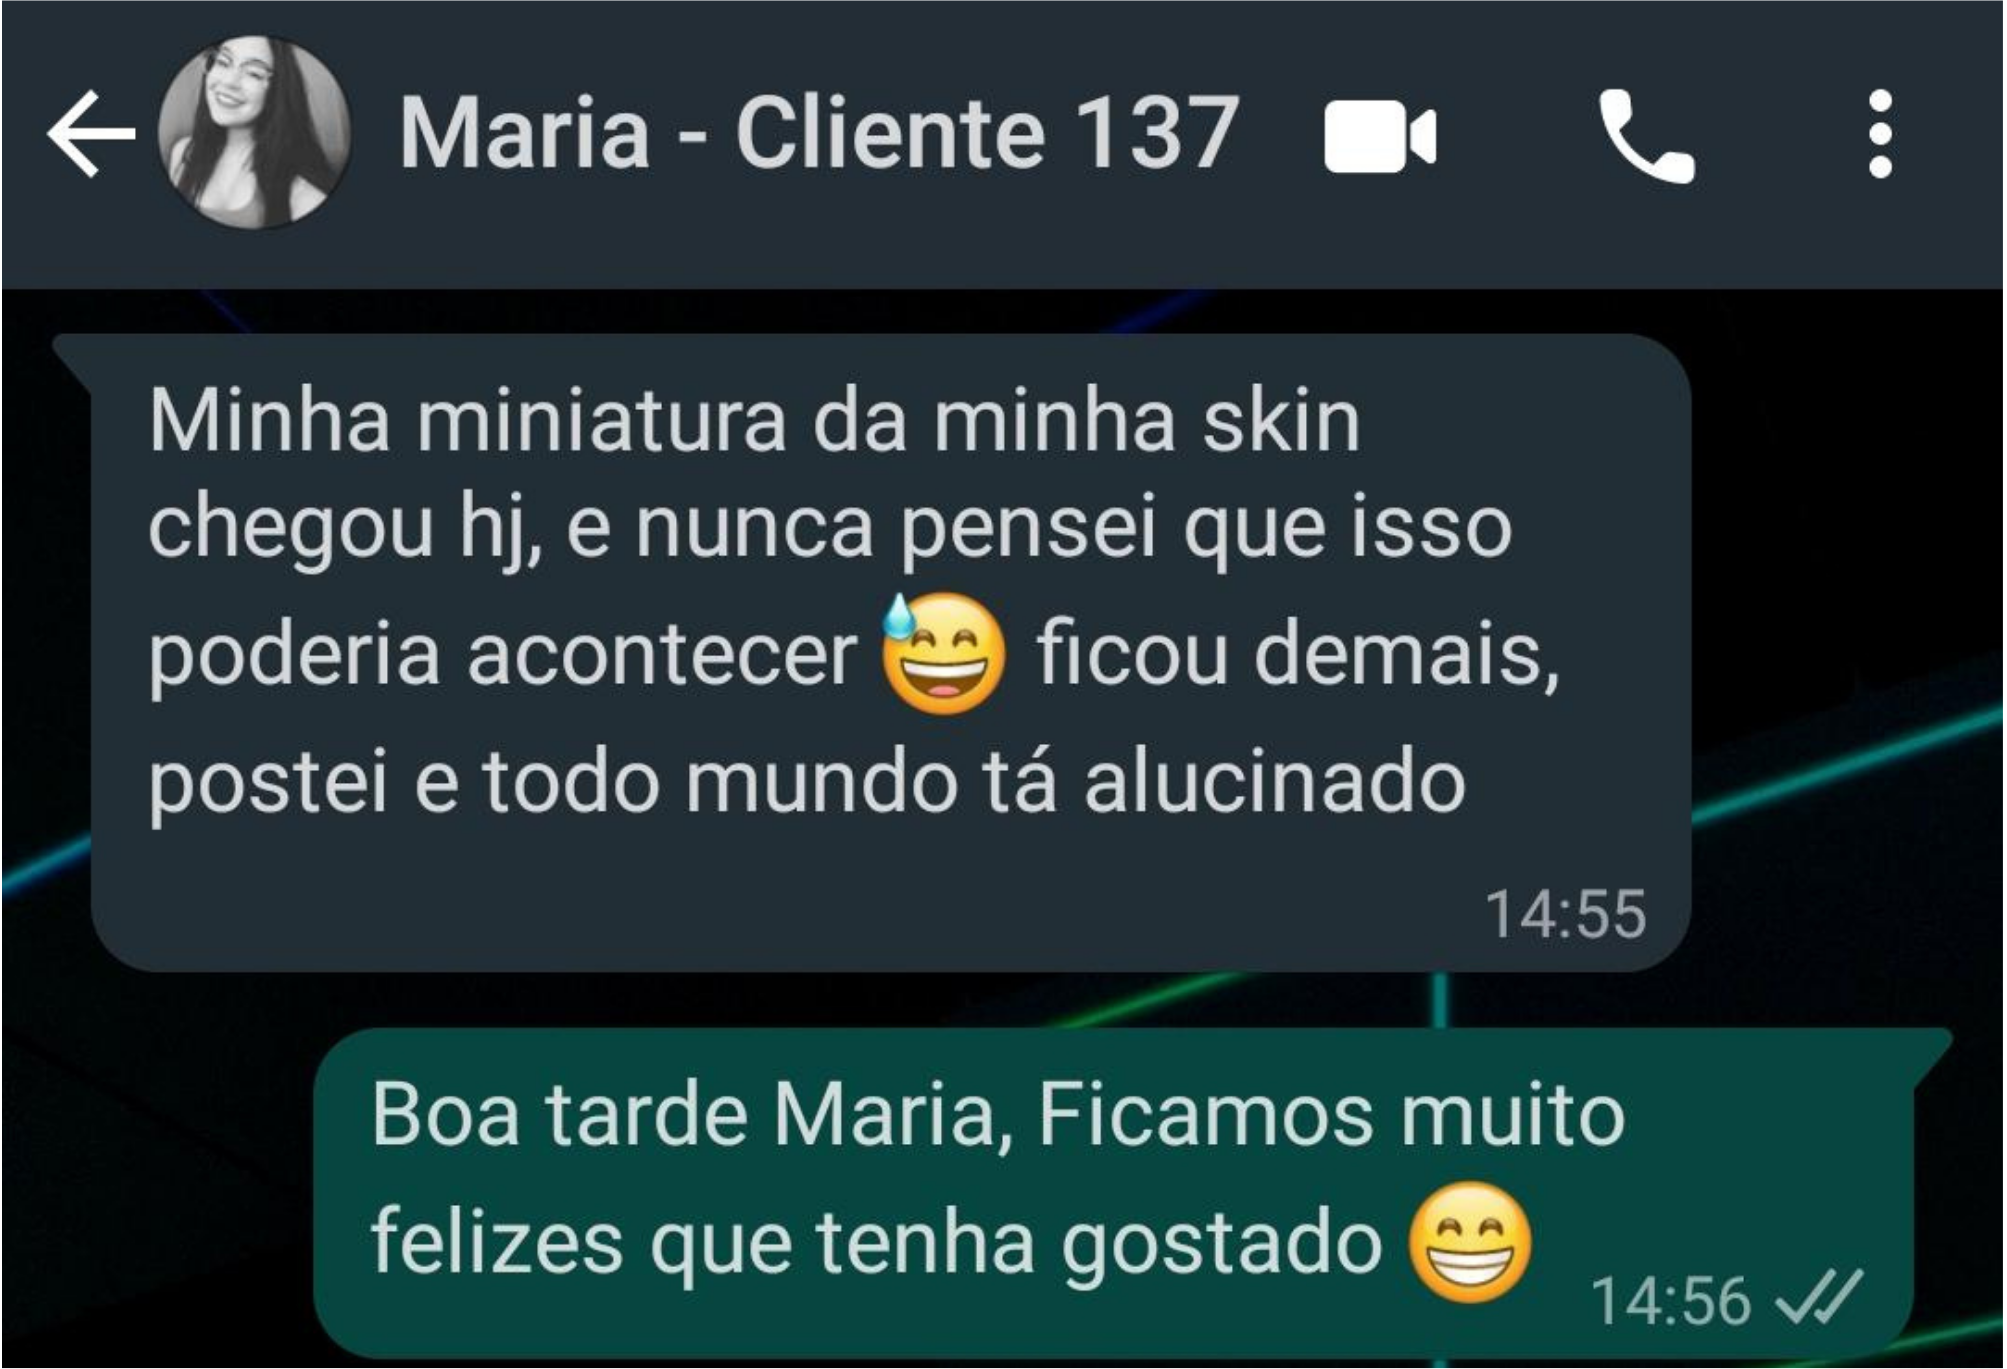 Maria - Cliente 137
Minha miniatura da minha skin
chegou hj, e nunca pensei que isso
poderia acontecer 😅 ficou demais,
postei e todo mundo tá alucinado
14:55
Boa tarde Maria, Ficamos muito
felizes que tenha gostado 😁
14:56